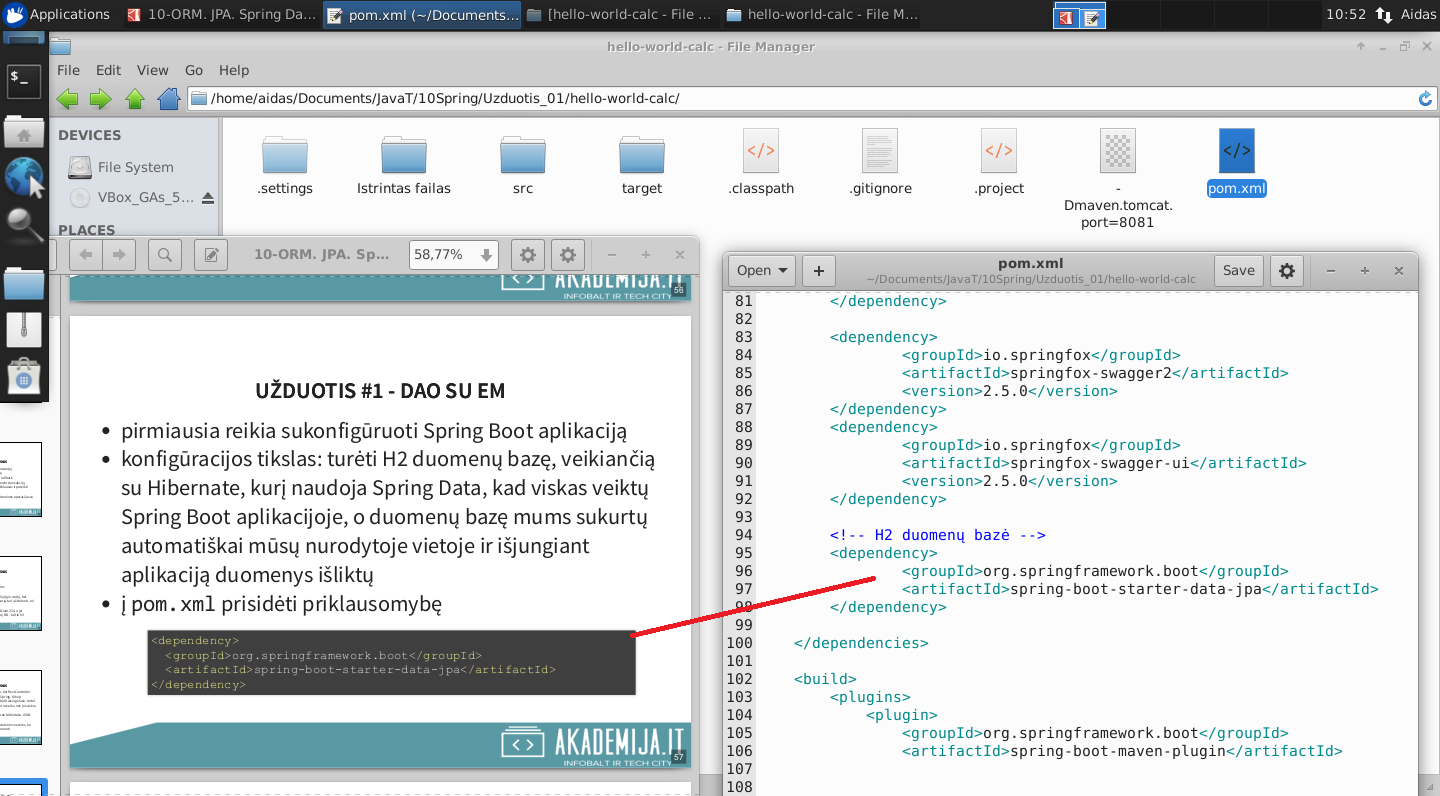 Applications
10-ORM. JPA. Spring Da...
pom.xml (~/Documents...
[hello-world-calc - File ...
hello-world-calc - File M...
10:52
Aidas
hello-world-calc - File Manager
File Edit View Go Help
/home/aidas/Documents/JavaT/10Spring/Uzduotis_01/hello-world-calc/
DEVICES
File System
VBox_GAs_5...
PLACES
.settings
Istrintas failas
src
target
.classpath
.gitignore
.project
-
Dmaven.tomcat.
port=8081
pom.xml
10-ORM. JPA. Sp...
58,77%
AKADEMIJA.IT
INFOBALT IR TECH CITY
56
UŽDUOTIS #1 - DAO SU EM
• pirmiausia reikia sukonfigūruoti Spring Boot aplikaciją
• konfigūracijos tikslas: turėti H2 duomenų bazę, veikiančią
su Hibernate, kurį naudoja Spring Data, kad viskas veiktų
Spring Boot aplikacijoje, o duomenų bazę mums sukurtų
automatiškai mūsų nurodytoje vietoje ir išjungiant
aplikaciją duomenys išliktų
• į pom.xml prisidėti priklausomybę
<dependency>
<groupId>org.springframework.boot</groupId>
<artifactId>spring-boot-starter-data-jpa</artifactId>
</dependency>
AKADEMIJA.IT
INFOBALT IR TECH CITY
57
Open
pom.xml
~/Documents/JavaT/10Spring/Uzduotis_01/hello-world-calc
Save
81 </dependency>
82
83 <dependency>
84 <groupId>io.springfox</groupId>
85 <artifactId>springfox-swagger2</artifactId>
86 <version>2.5.0</version>
87 </dependency>
88 <dependency>
89 <groupId>io.springfox</groupId>
90 <artifactId>springfox-swagger-ui</artifactId>
91 <version>2.5.0</version>
92 </dependency>
93
94 <!-- H2 duomenų bazė -->
95 <dependency>
96 <groupId>org.springframework.boot</groupId>
97 <artifactId>spring-boot-starter-data-jpa</artifactId>
98 </dependency>
99
100 </dependencies>
101
102 <build>
103 <plugins>
104 <plugin>
105 <groupId>org.springframework.boot</groupId>
106 <artifactId>spring-boot-maven-plugin</artifactId>
107
108